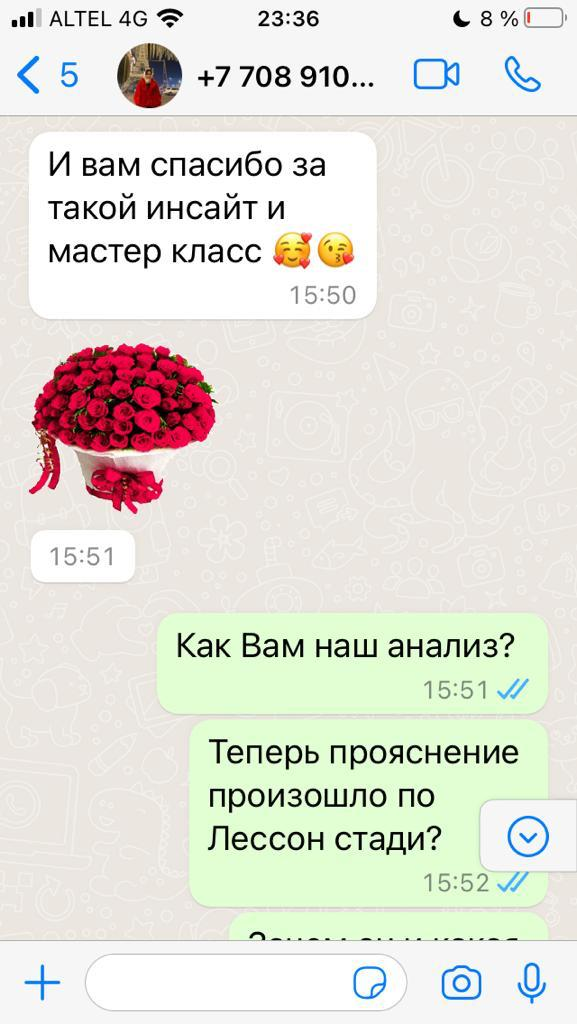 ALTEL 4G 23:36 8 %
5 +7 708 910...
И вам спасибо за
такой инсайт и
мастер класс 🥰😘
15:50
15:51
Как Вам наш анализ?
15:51
Теперь прояснение
произошло по
Лессон стади?
15:52